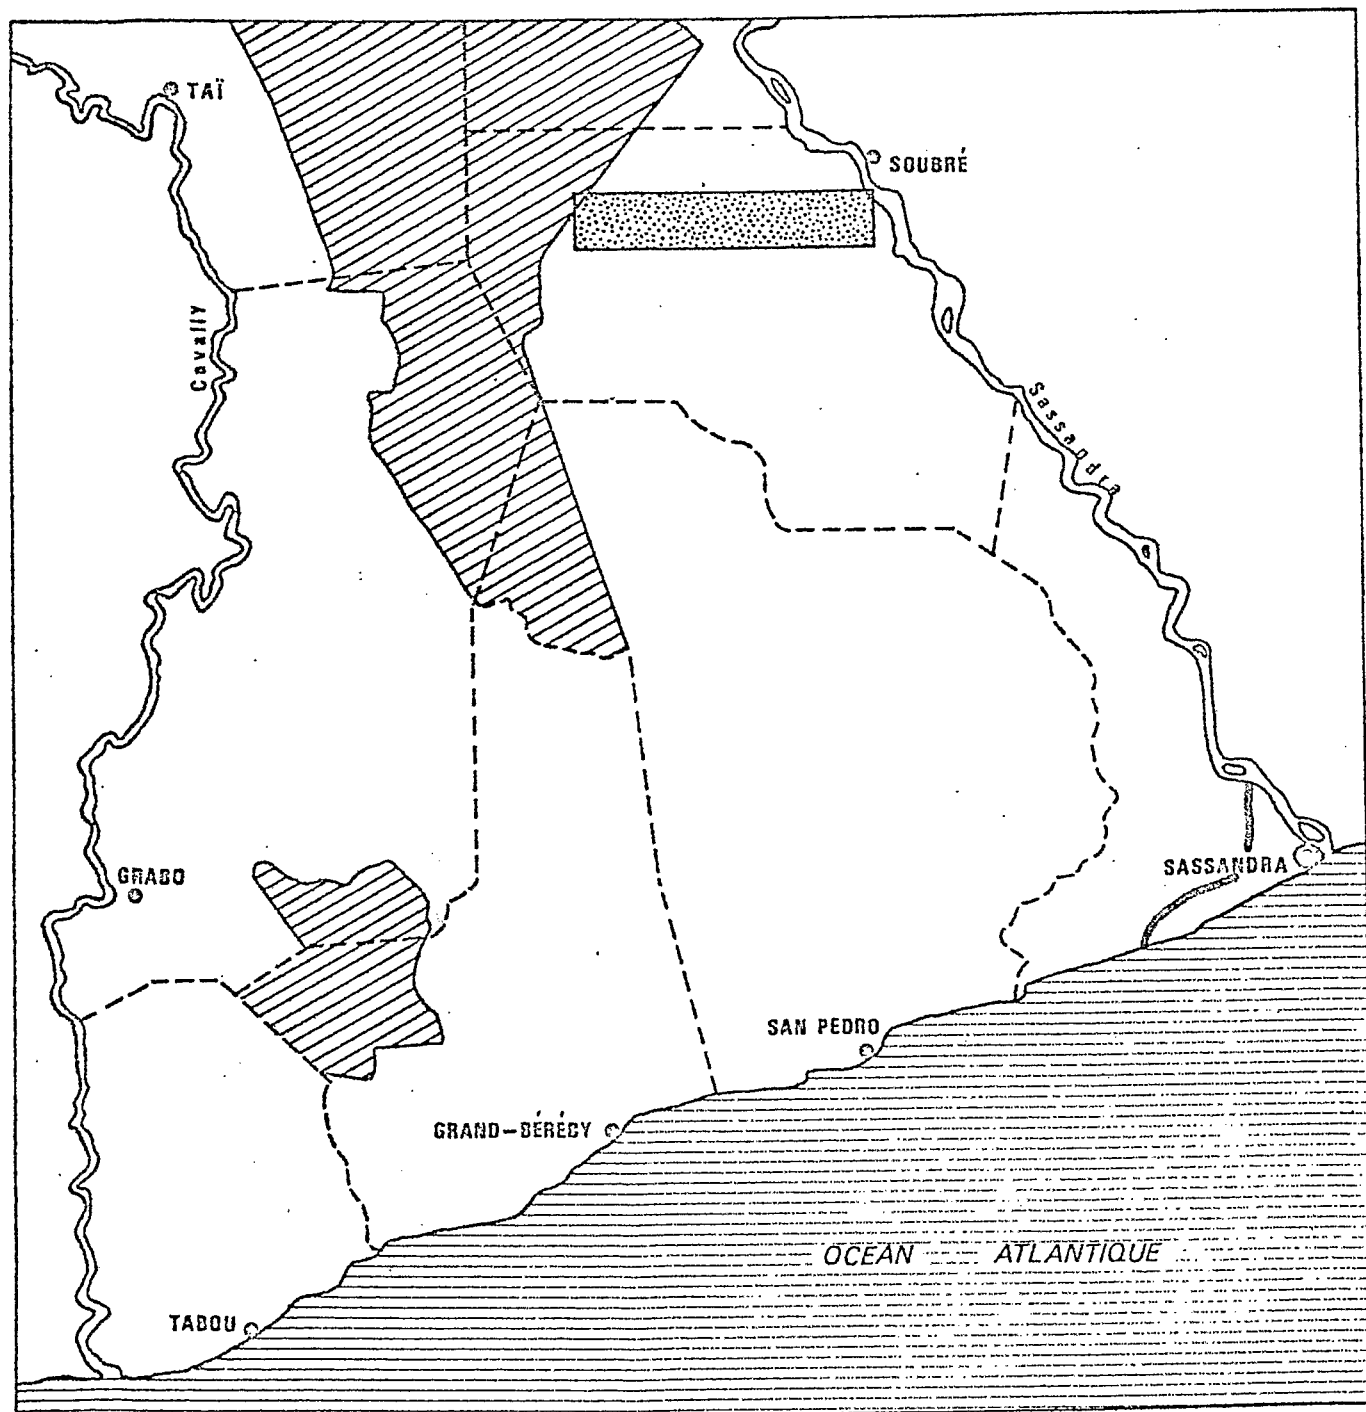 TAÏ
SOUBRÉ
Cavally
Sassandra
GRABO
SASSANDRA
SAN PEDRO
GRAND-BÉRÉBY
OCEAN ATLANTIQUE
TABOU